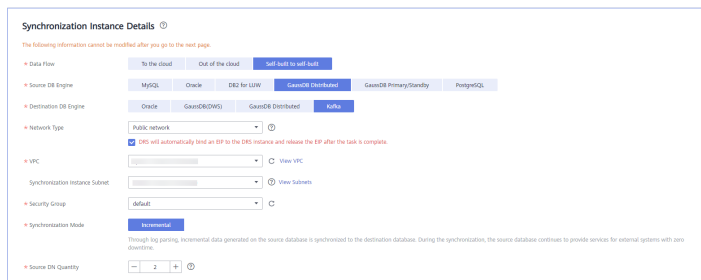 Synchronization Instance Details ?
The following information cannot be modified after you go to the next page.
* Data Flow To the cloud Out of the cloud Self-built to self-built
* Source DB Engine MySQL Oracle DB2 for LUW GaussDB Distributed GaussDB Primary/Standby PostgreSQL
* Destination DB Engine Oracle GaussDB(DWS) GaussDB Distributed Kafka
* Network Type Public network ?
DRS will automatically bind an EIP to the DRS instance and release the EIP after the task is complete.
* VPC View VPC
Synchronization Instance Subnet ? View Subnets
* Security Group default
* Synchronization Mode Incremental
Through log parsing, incremental data generated on the source database is synchronized to the destination database. During the synchronization, the source database continues to provide services for external systems with zero
downtime.
* Source DN Quantity − 2 + ?